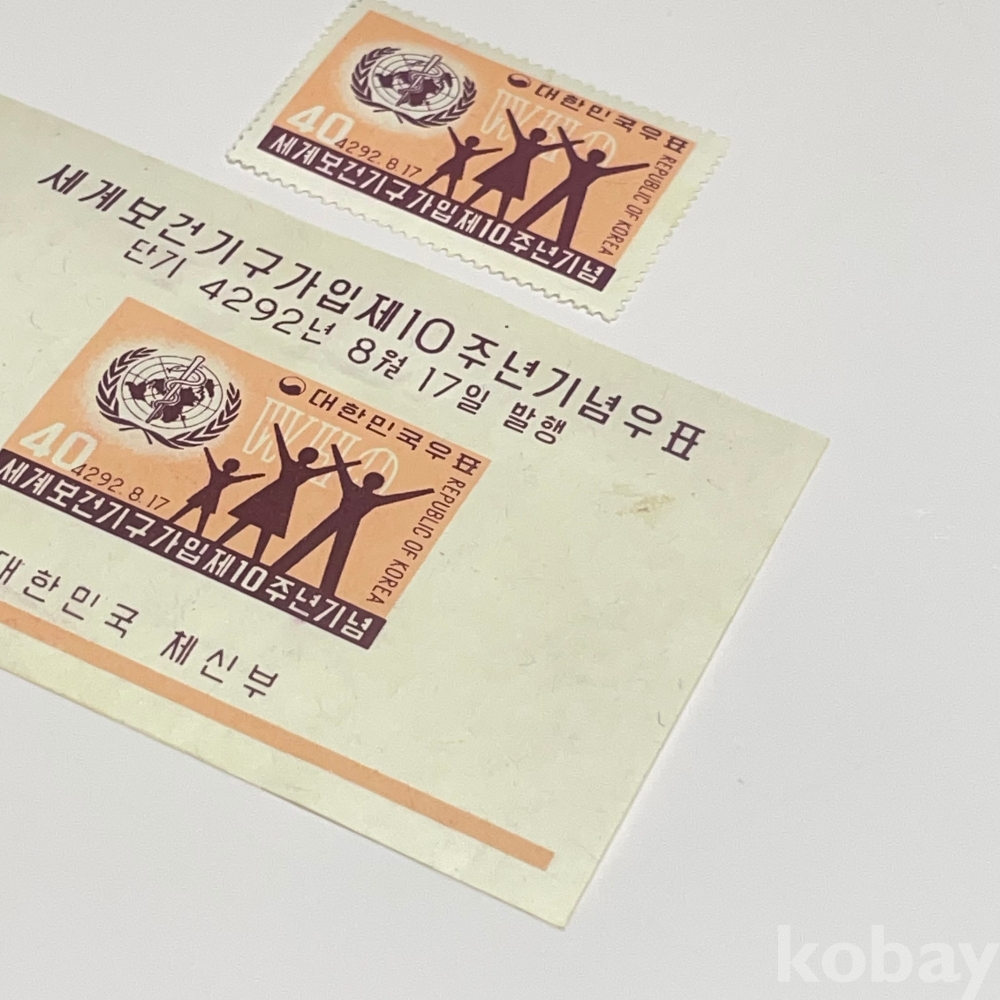 대한민국우표
WHO
40
4292.8.17
REPUBLIC OF KOREA
세계보건기구가입제10주년기념
세계보건기구가입제10주년기념우표
단기 4292년 8월 17일 발행
대한민국우표
WHO
40
4292.8.17
REPUBLIC OF KOREA
세계보건기구가입제10주년기념
대한민국 체신부
kobay